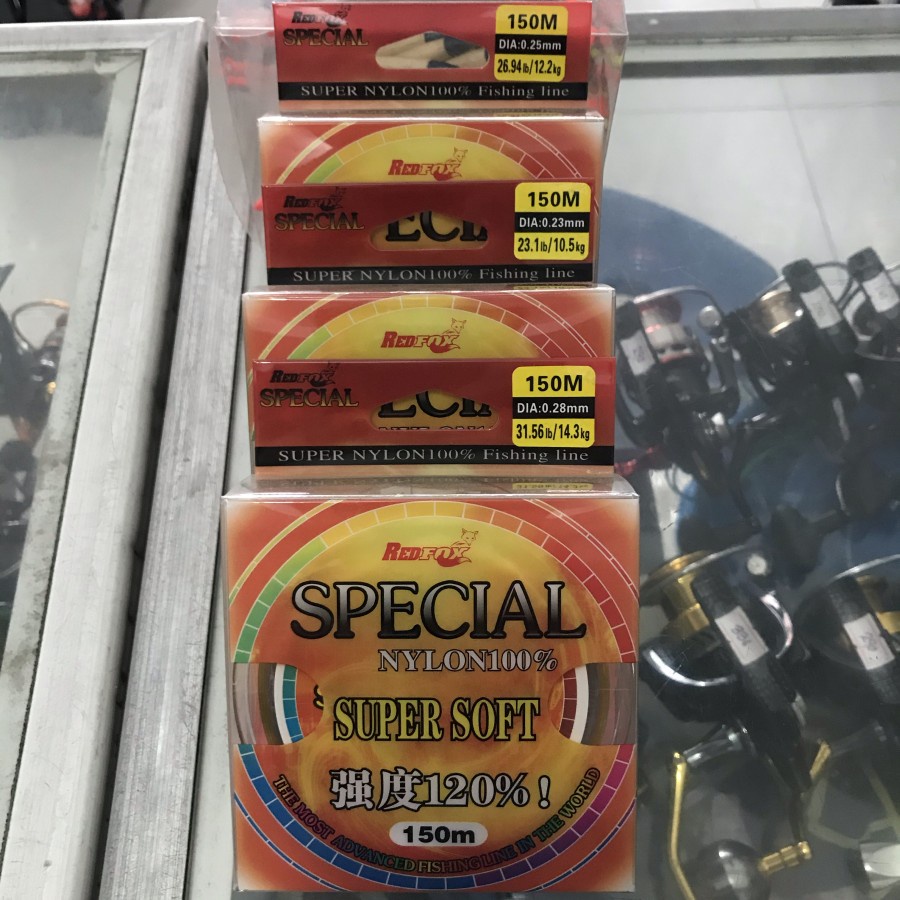 REDFOX
SPECIAL
150M
DIA:0.25mm
26.94lb/12.2kg
SUPER NYLON100% Fishing line
REDFOX
REDFOX
SPECIAL
150M
DIA:0.23mm
23.1lb/10.5kg
SUPER NYLON100% Fishing line
REDFOX
REDFOX
SPECIAL
150M
DIA:0.28mm
31.56lb/14.3kg
SUPER NYLON100% Fishing line
REDFOX
SPECIAL
NYLON100%
SUPER SOFT
强度120%!
150m
THE MOST ADVANCED FISHING LINE IN THE WORLD